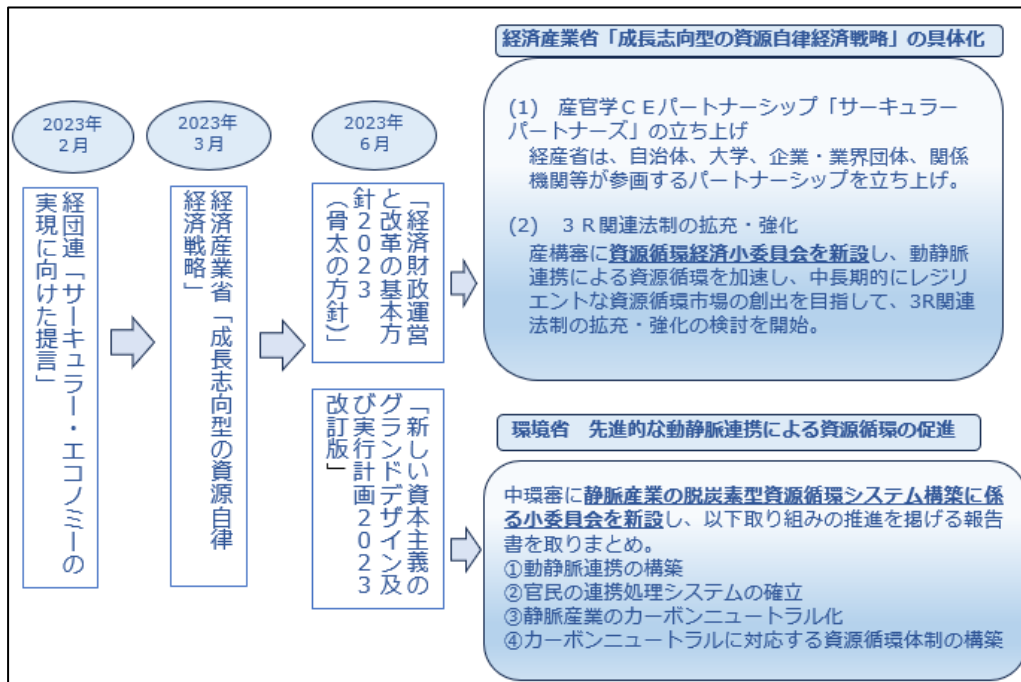 2023年
2月
経団連「サーキュラー・エコノミーの
実現に向けた提言」
2023年
3月
経済産業省「成長志向型の資源自律
経済戦略」
2023年
6月
「経済財政運営
と改革の基本方
針2023
(骨太の方針)
「新しい資本主義の
グランドデザイン及
び実行計画2023
改訂版」
経済産業省「成長志向型の資源自律経済戦略」の具体化
(1) 産官学CEパートナーシップ「サーキュラー
パートナーズ」の立ち上げ
経産省は、自治体、大学、企業・業界団体、関係
機関等が参画するパートナーシップを立ち上げ。
(2) 3R関連法制の拡充・強化
産構審に資源循環経済小委員会を新設し、動静脈
連携による資源循環を加速し、中長期的にレジリ
エントな資源循環市場の創出を目指して、3R関連
法制の拡充・強化の検討を開始。
環境省 先進的な動静脈連携による資源循環の促進
中環審に静脈産業の脱炭素型資源循環システム構築に係
る小委員会を新設し、以下取り組みの推進を掲げる報告
書を取りまとめ。
①動静脈連携の構築
②官民の連携処理システムの確立
③静脈産業のカーボンニュートラル化
④カーボンニュートラルに対応する資源循環体制の構築